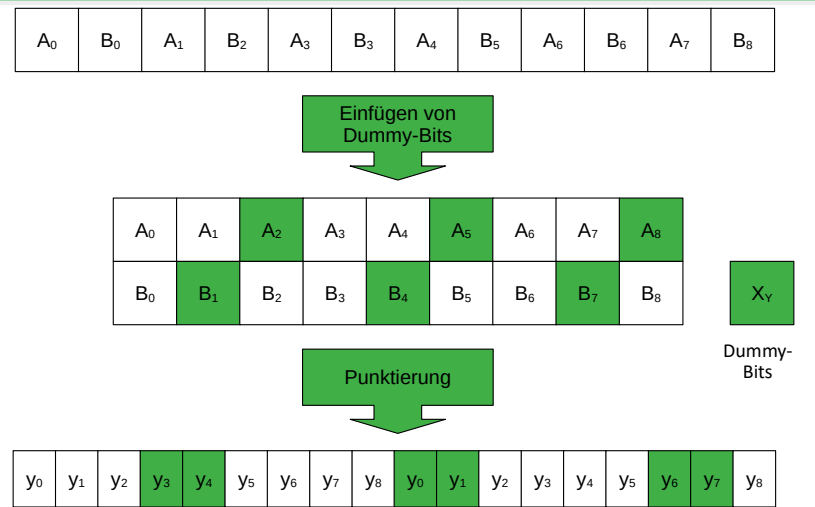 A₀ B₀ A₁ B₂ A₃ B₃ A₄ B₅ A₆ B₆ A₇ B₈
Einfügen von
Dummy-Bits
A₀ A₁ A₂ A₃ A₄ A₅ A₆ A₇ A₈
B₀ B₁ B₂ B₃ B₄ B₅ B₆ B₇ B₈
X_Y
Dummy-
Bits
Punktierung
y₀ y₁ y₂ y₃ y₄ y₅ y₆ y₇ y₈ y₀ y₁ y₂ y₃ y₄ y₅ y₆ y₇ y₈